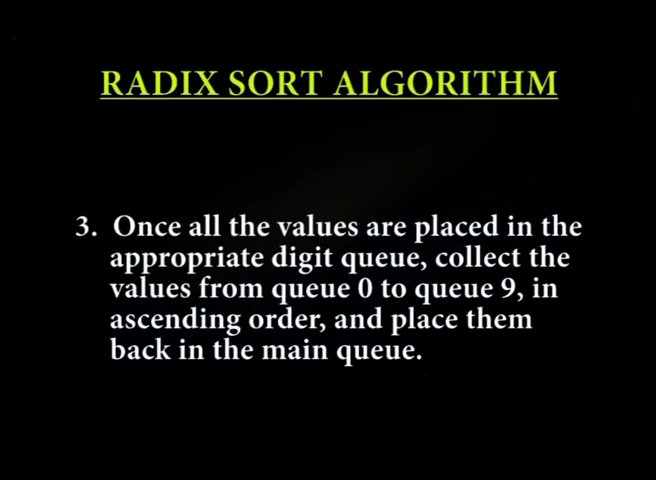 RADIX SORT ALGORITHM
3. Once all the values are placed in the
appropriate digit queue, collect the
values from queue 0 to queue 9, in
ascending order, and place them
back in the main queue.